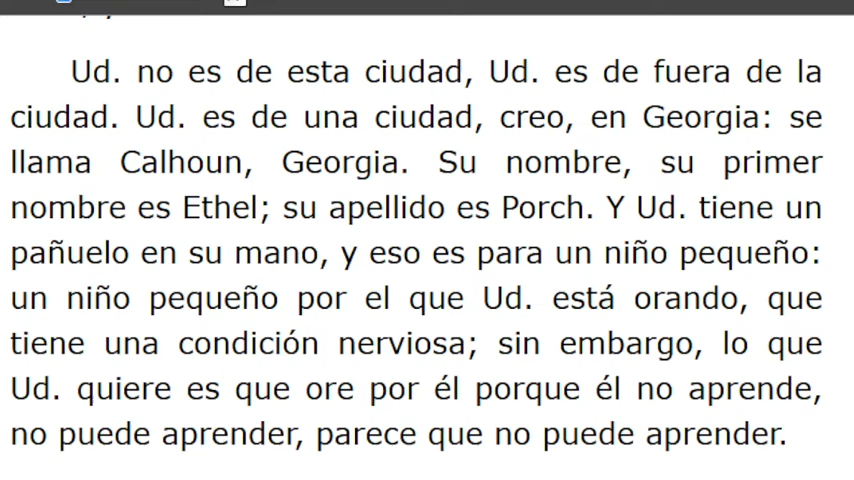 Ud. no es de esta ciudad, Ud. es de fuera de la
ciudad. Ud. es de una ciudad, creo, en Georgia: se
llama Calhoun, Georgia. Su nombre, su primer
nombre es Ethel; su apellido es Porch. Y Ud. tiene un
pañuelo en su mano, y eso es para un niño pequeño:
un niño pequeño por el que Ud. está orando, que
tiene una condición nerviosa; sin embargo, lo que
Ud. quiere es que ore por él porque él no aprende,
no puede aprender, parece que no puede aprender.